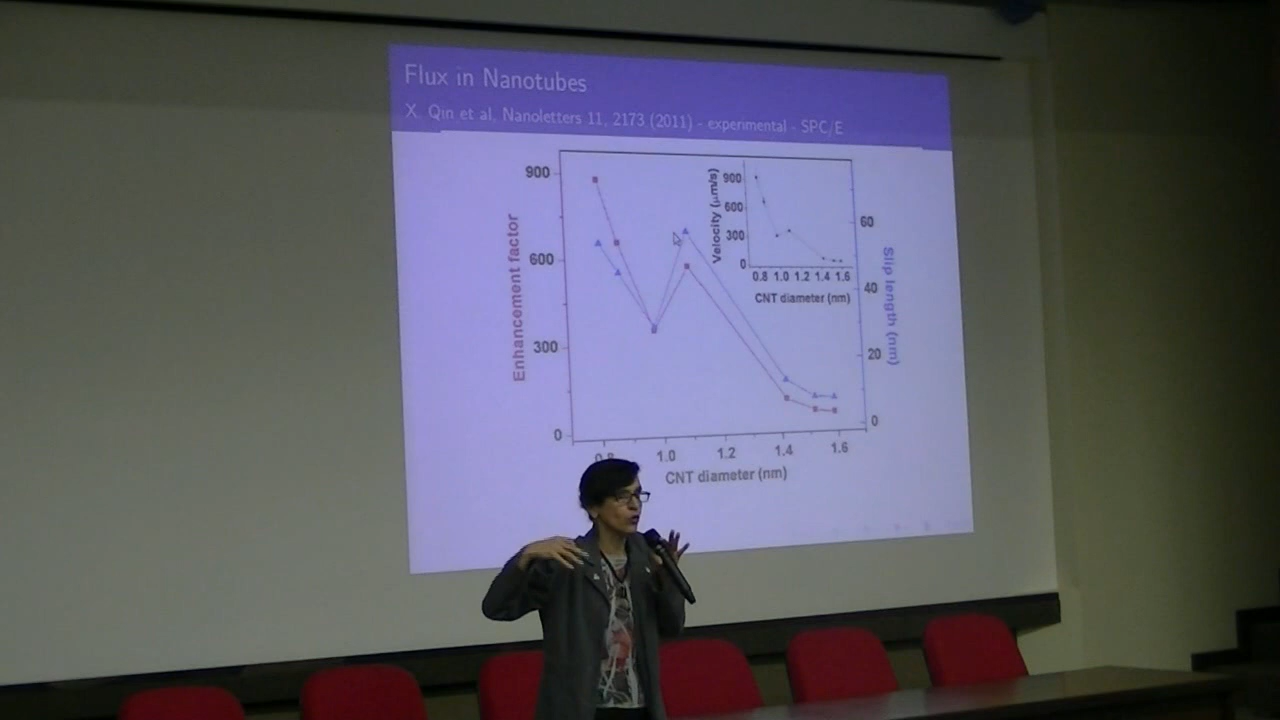 Flux in Nanotubes
X. Qin et al, Nanoletters 11, 2173 (2011) - experimental - SPC/E
900
600
300
0
Enhancement factor
0.8
1.0
1.2
1.4
1.6
CNT diameter (nm)
60
40
20
0
Slip length (nm)
Velocity (μm/s)
900
600
300
0
0.8 1.0 1.2 1.4 1.6
CNT diameter (nm)